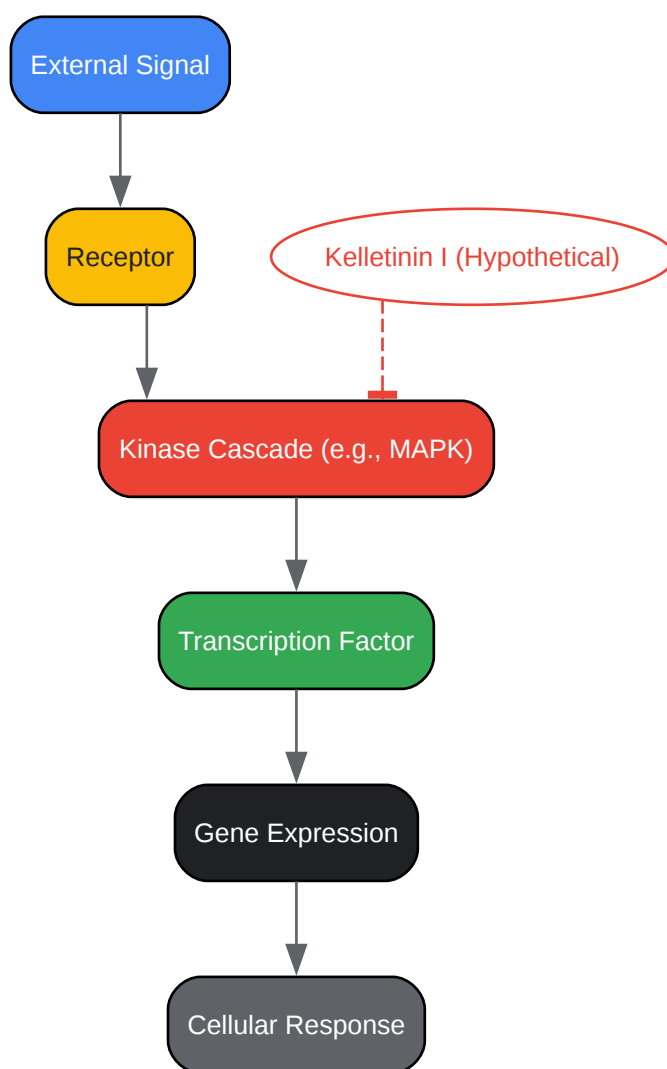 External Signal
Receptor
Kelletinin I (Hypothetical)
Kinase Cascade (e.g., MAPK)
Transcription Factor
Gene Expression
Cellular Response